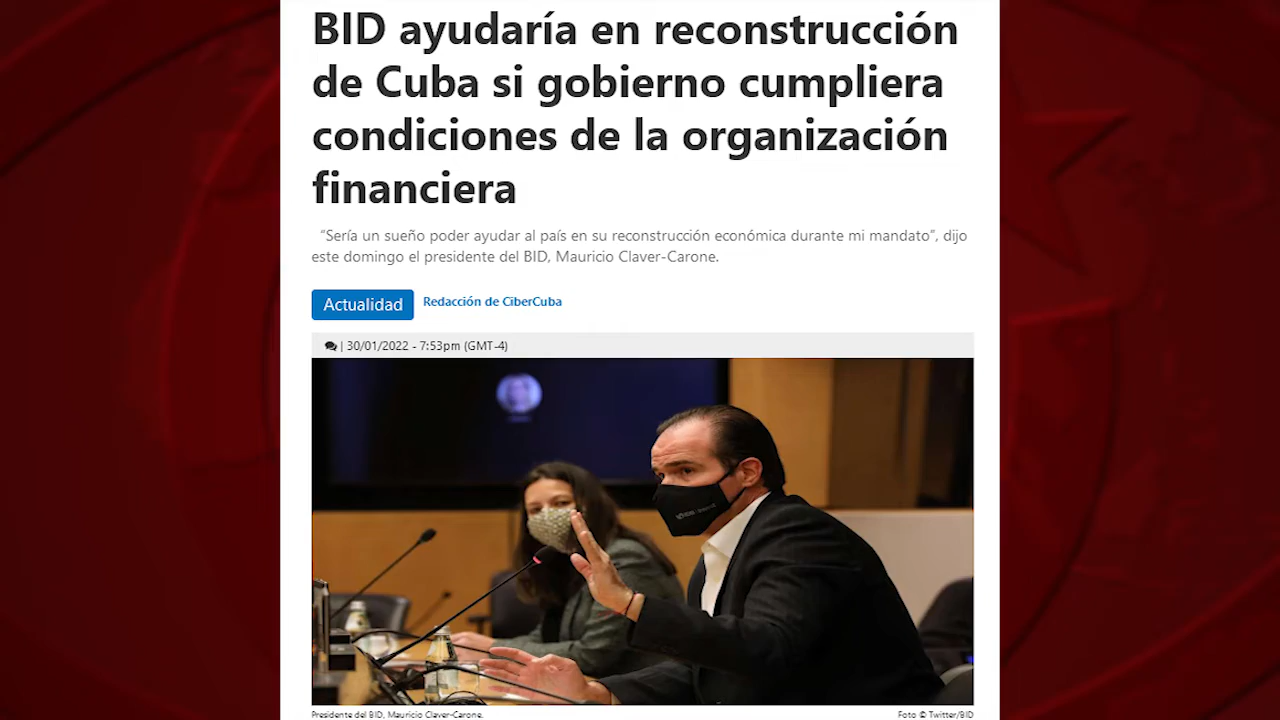 BID ayudaría en reconstrucción
de Cuba si gobierno cumpliera
condiciones de la organización
financiera
“Sería un sueño poder ayudar al país en su reconstrucción económica durante mi mandato”, dijo
este domingo el presidente del BID, Mauricio Claver-Carone.
Actualidad Redacción de CiberCuba
| 30/01/2022 - 7:53pm (GMT-4)
Presidente del BID, Mauricio Claver-Carone. Foto © Twitter/BID